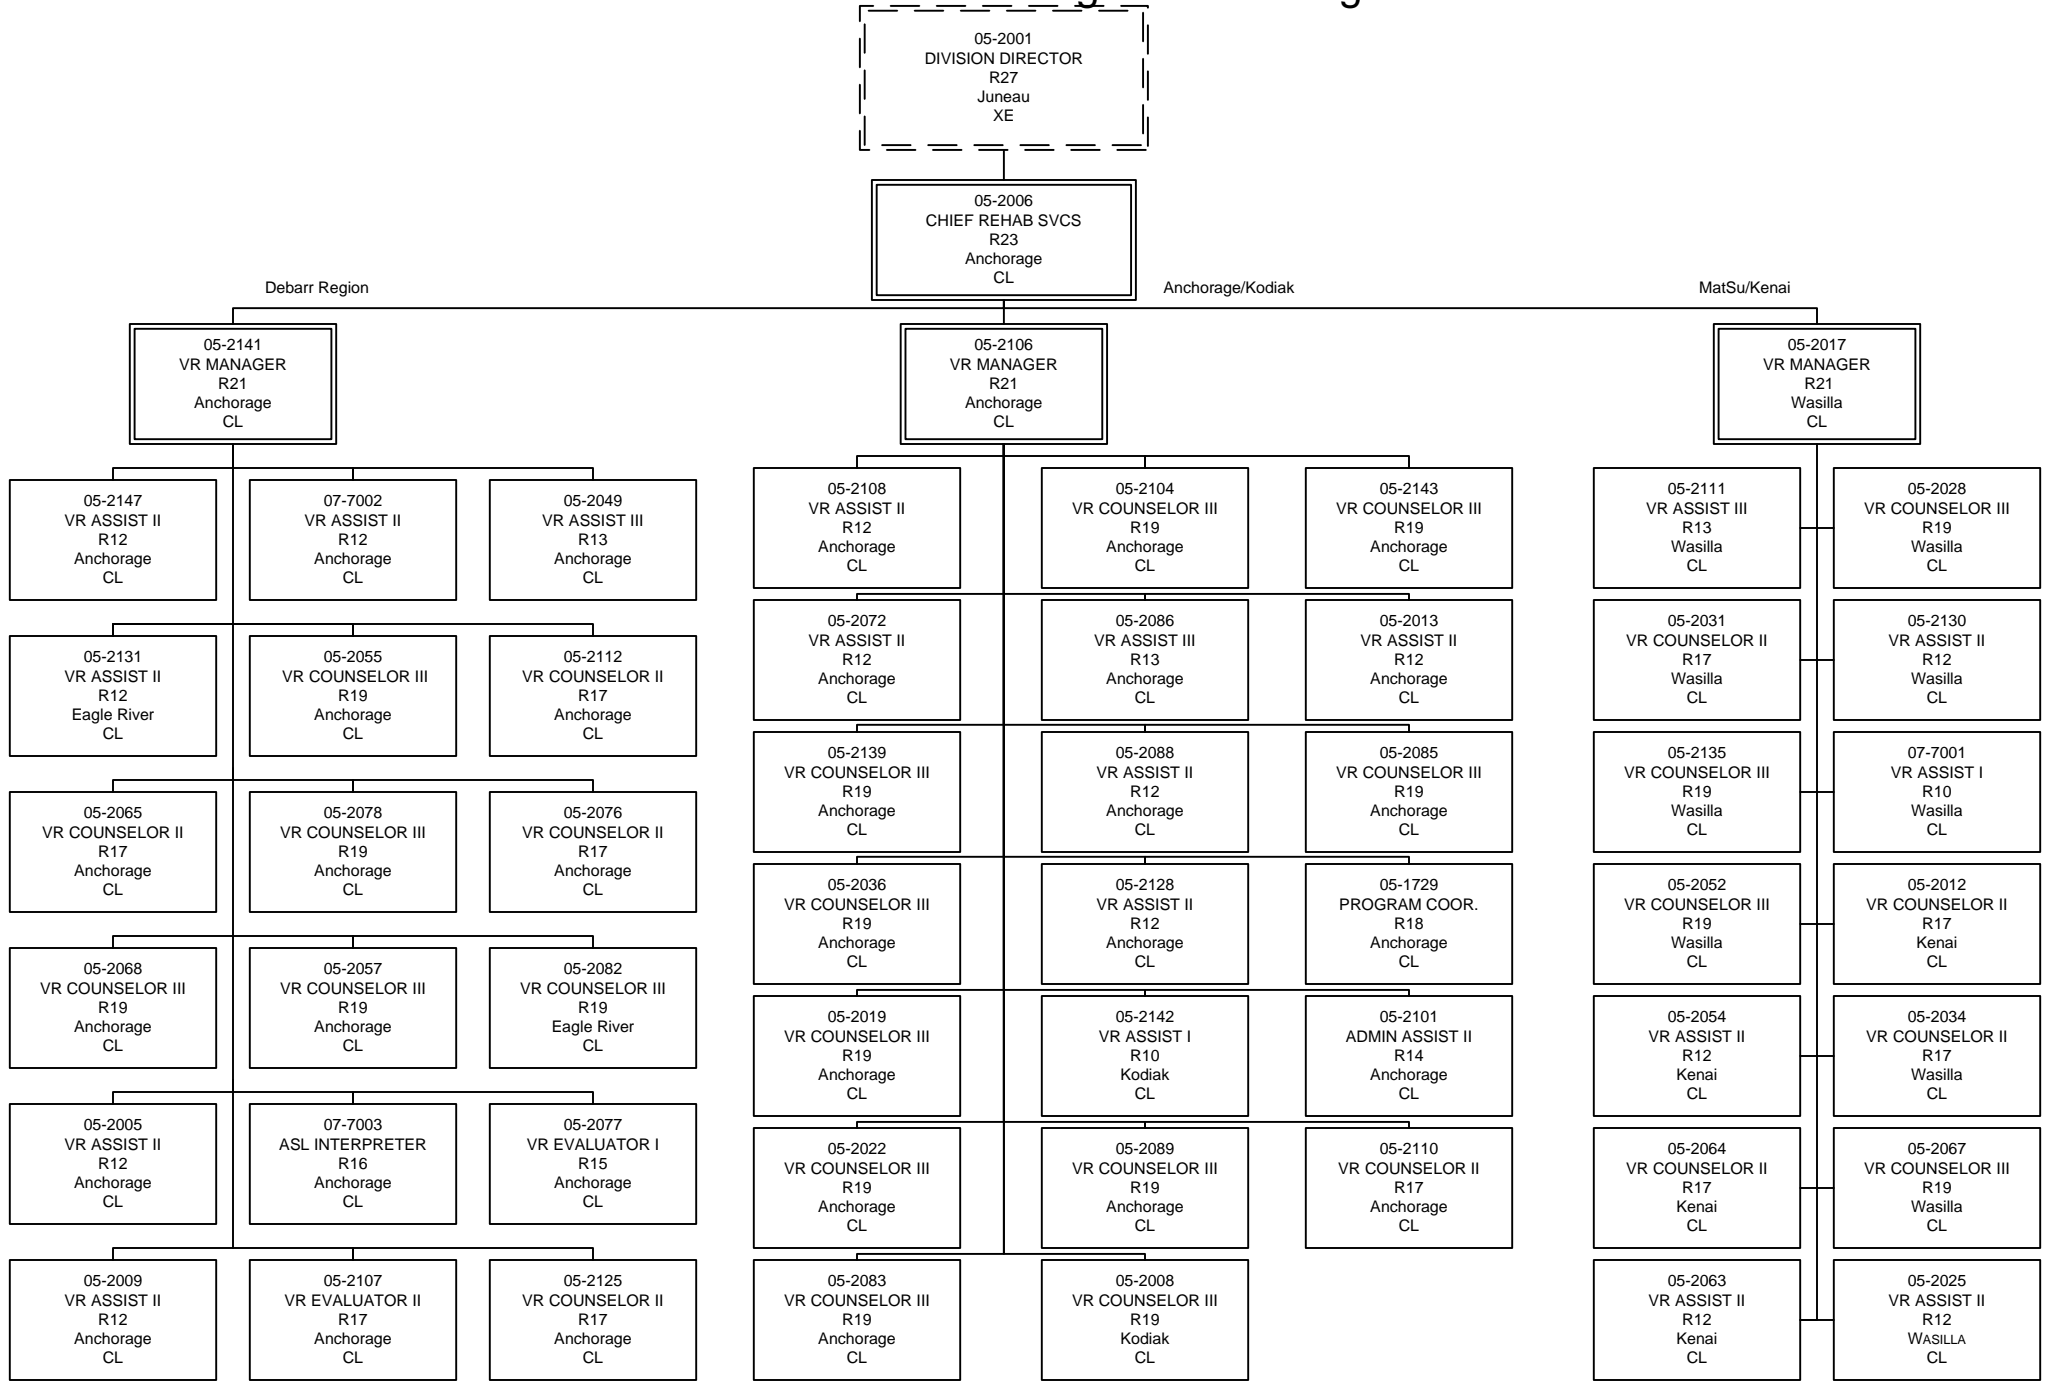 05-2001
DIVISION DIRECTOR
R27
Juneau
XE
05-2006
CHIEF REHAB SVCS
R23
Anchorage
CL
Debarr Region
Anchorage/Kodiak
MatSu/Kenai
05-2141
VR MANAGER
R21
Anchorage
CL
05-2106
VR MANAGER
R21
Anchorage
CL
05-2017
VR MANAGER
R21
Wasilla
CL
05-2147
VR ASSIST II
R12
Anchorage
CL
07-7002
VR ASSIST II
R12
Anchorage
CL
05-2049
VR ASSIST III
R13
Anchorage
CL
05-2131
VR ASSIST II
R12
Eagle River
CL
05-2055
VR COUNSELOR III
R19
Anchorage
CL
05-2112
VR COUNSELOR II
R17
Anchorage
CL
05-2065
VR COUNSELOR II
R17
Anchorage
CL
05-2078
VR COUNSELOR III
R19
Anchorage
CL
05-2076
VR COUNSELOR II
R17
Anchorage
CL
05-2068
VR COUNSELOR III
R19
Anchorage
CL
05-2057
VR COUNSELOR III
R19
Anchorage
CL
05-2082
VR COUNSELOR III
R19
Eagle River
CL
05-2005
VR ASSIST II
R12
Anchorage
CL
07-7003
ASL INTERPRETER
R16
Anchorage
CL
05-2077
VR EVALUATOR I
R15
Anchorage
CL
05-2009
VR ASSIST II
R12
Anchorage
CL
05-2107
VR EVALUATOR II
R17
Anchorage
CL
05-2125
VR COUNSELOR II
R17
Anchorage
CL
05-2108
VR ASSIST II
R12
Anchorage
CL
05-2104
VR COUNSELOR III
R19
Anchorage
CL
05-2143
VR COUNSELOR III
R19
Anchorage
CL
05-2072
VR ASSIST II
R12
Anchorage
CL
05-2086
VR ASSIST III
R13
Anchorage
CL
05-2013
VR ASSIST II
R12
Anchorage
CL
05-2139
VR COUNSELOR III
R19
Anchorage
CL
05-2088
VR ASSIST II
R12
Anchorage
CL
05-2085
VR COUNSELOR III
R19
Anchorage
CL
05-2036
VR COUNSELOR III
R19
Anchorage
CL
05-2128
VR ASSIST II
R12
Anchorage
CL
05-1729
PROGRAM COOR.
R18
Anchorage
CL
05-2019
VR COUNSELOR III
R19
Anchorage
CL
05-2142
VR ASSIST I
R10
Kodiak
CL
05-2101
ADMIN ASSIST II
R14
Anchorage
CL
05-2022
VR COUNSELOR III
R19
Anchorage
CL
05-2089
VR COUNSELOR III
R19
Anchorage
CL
05-2110
VR COUNSELOR II
R17
Anchorage
CL
05-2083
VR COUNSELOR III
R19
Anchorage
CL
05-2008
VR COUNSELOR III
R19
Kodiak
CL
05-2111
VR ASSIST III
R13
Wasilla
CL
05-2028
VR COUNSELOR III
R19
Wasilla
CL
05-2031
VR COUNSELOR II
R17
Wasilla
CL
05-2130
VR ASSIST II
R12
Wasilla
CL
05-2135
VR COUNSELOR III
R19
Wasilla
CL
07-7001
VR ASSIST I
R10
Wasilla
CL
05-2052
VR COUNSELOR III
R19
Wasilla
CL
05-2012
VR COUNSELOR II
R17
Kenai
CL
05-2054
VR ASSIST II
R12
Kenai
CL
05-2034
VR COUNSELOR II
R17
Wasilla
CL
05-2064
VR COUNSELOR II
R17
Kenai
CL
05-2067
VR COUNSELOR III
R19
Wasilla
CL
05-2063
VR ASSIST II
R12
Kenai
CL
05-2025
VR ASSIST II
R12
WASILLA
CL